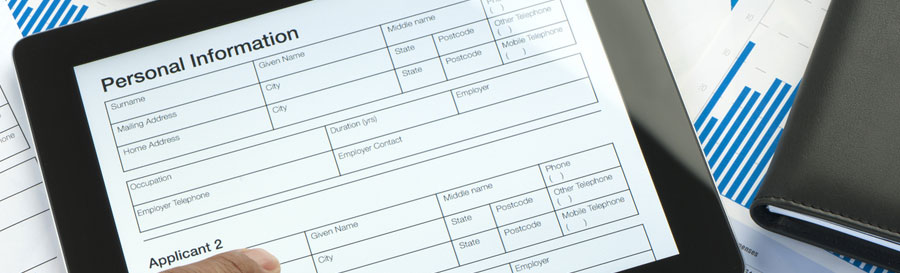 Personal Information
Surname Given Name Middle name Phone
( )
Mailing Address City State Postcode Other Telephone
( )
Home Address City State Postcode Mobile Telephone
Occupation Duration (yrs) Employer
Employer Telephone Employer Contact
Applicant 2
Given Name Middle name Phone
( )
City State Postcode Other Telephone
( )
State Postcode Mobile Telephone
Employer